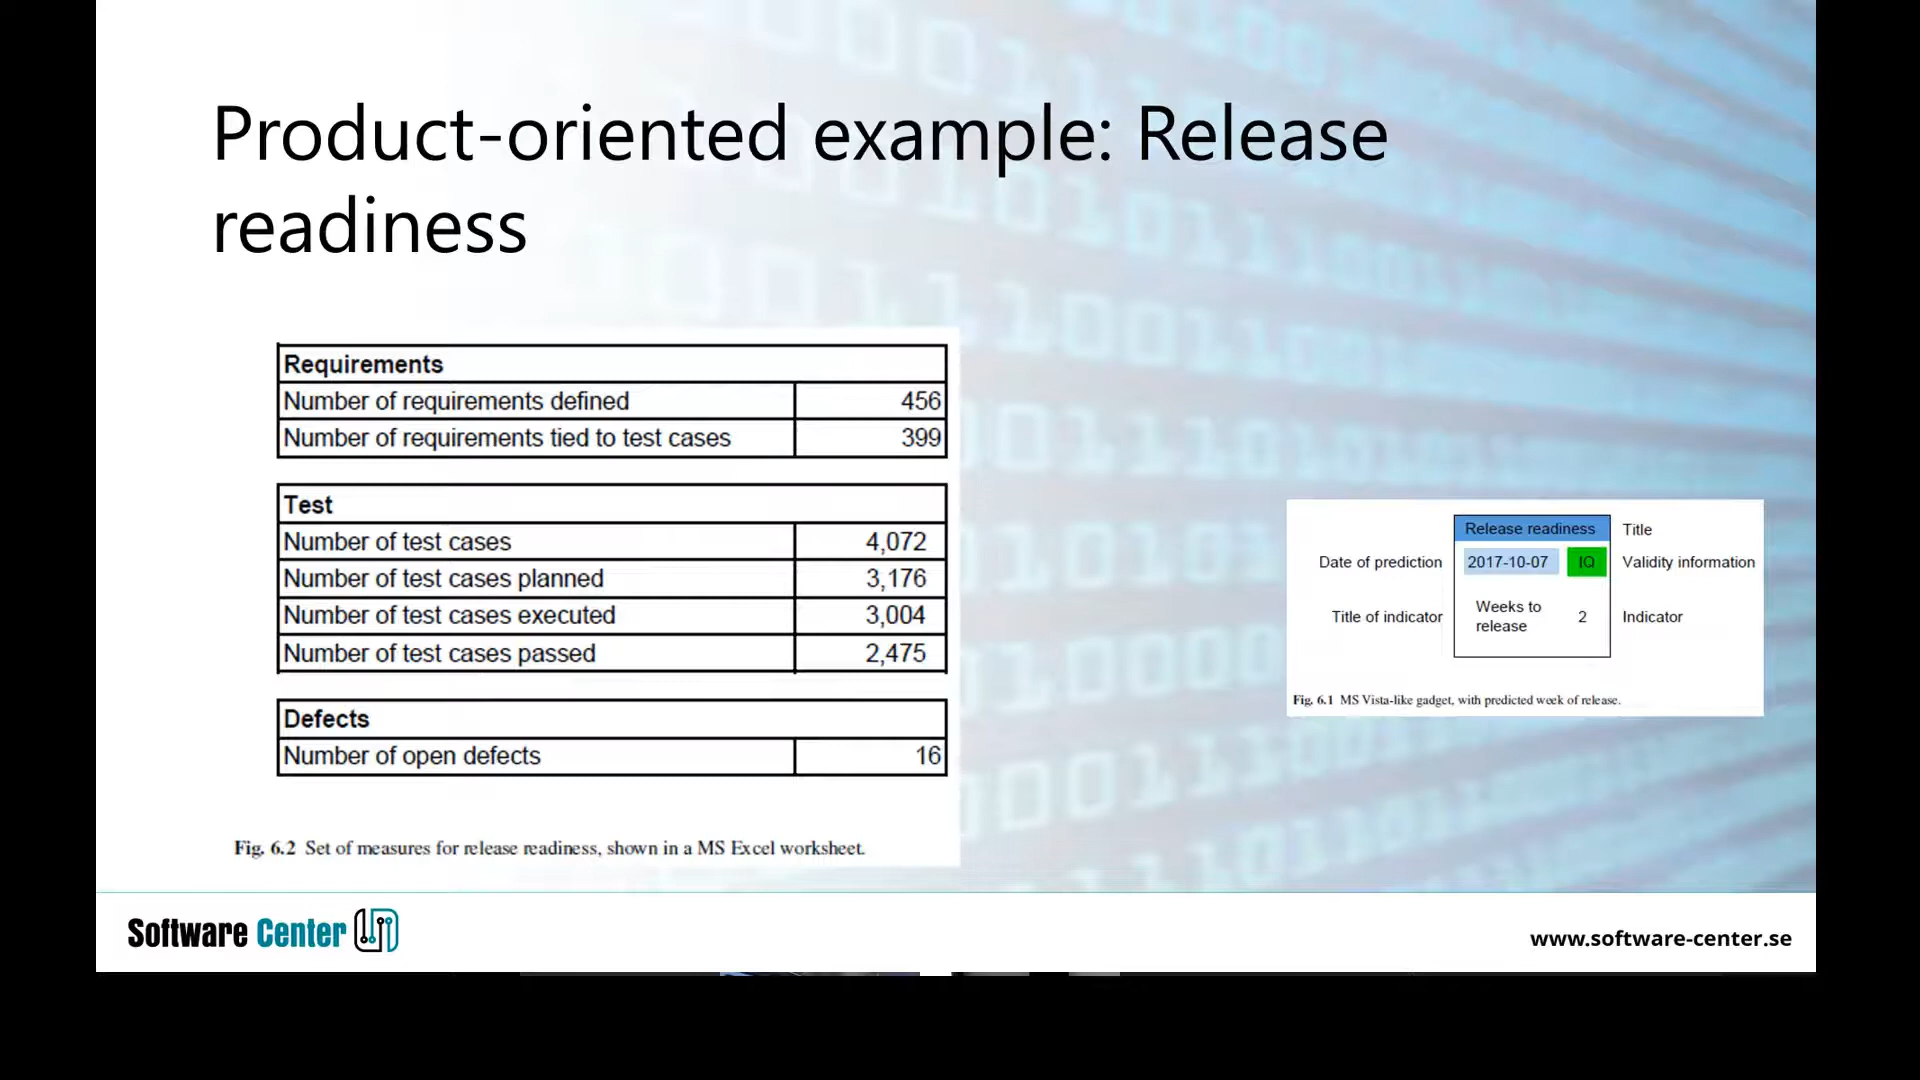 Product-oriented example: Release
readiness
Requirements
Number of requirements defined 456
Number of requirements tied to test cases 399
Test
Number of test cases 4,072
Number of test cases planned 3,176
Number of test cases executed 3,004
Number of test cases passed 2,475
Defects
Number of open defects 16
Fig. 6.2 Set of measures for release readiness, shown in a MS Excel worksheet.
Release readiness Title
Date of prediction 2017-10-07 IQ Validity information
Title of indicator Weeks to release 2 Indicator
Fig. 6.1 MS Vista-like gadget, with predicted week of release.
Software Center
www.software-center.se